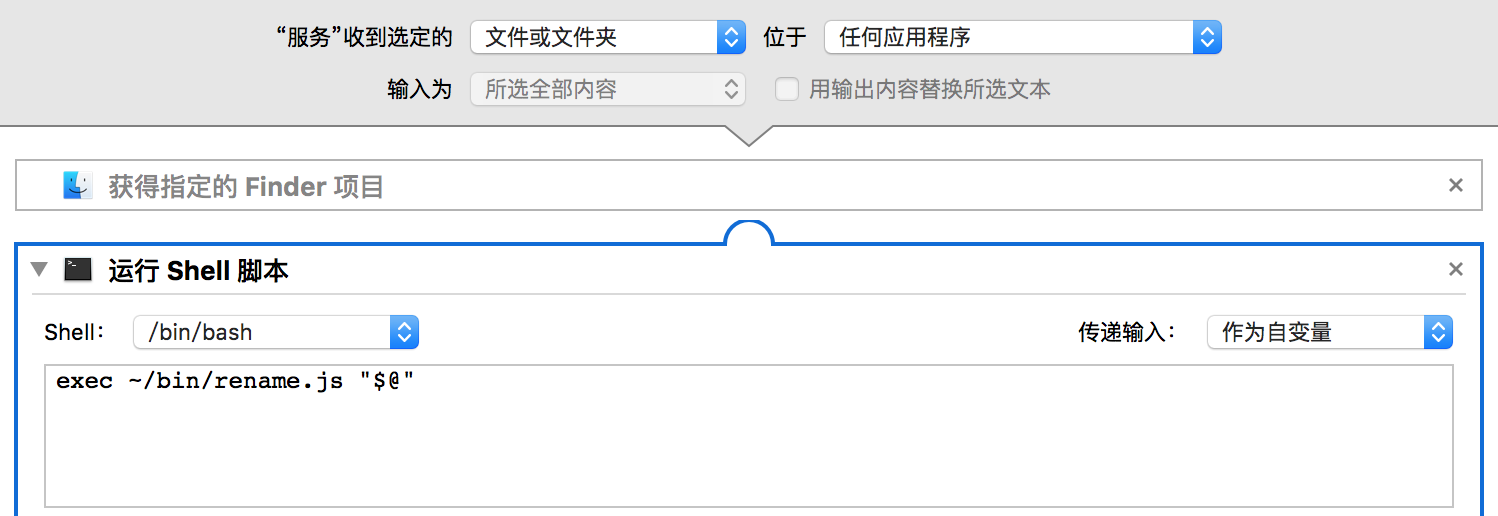 “服务”收到选定的 文件或文件夹 位于 任何应用程序
输入为 所选全部内容 用输出内容替换所选文本
获得指定的 Finder 项目
运行 Shell 脚本
Shell： /bin/bash 传递输入： 作为自变量
exec ~/bin/rename.js "$@"